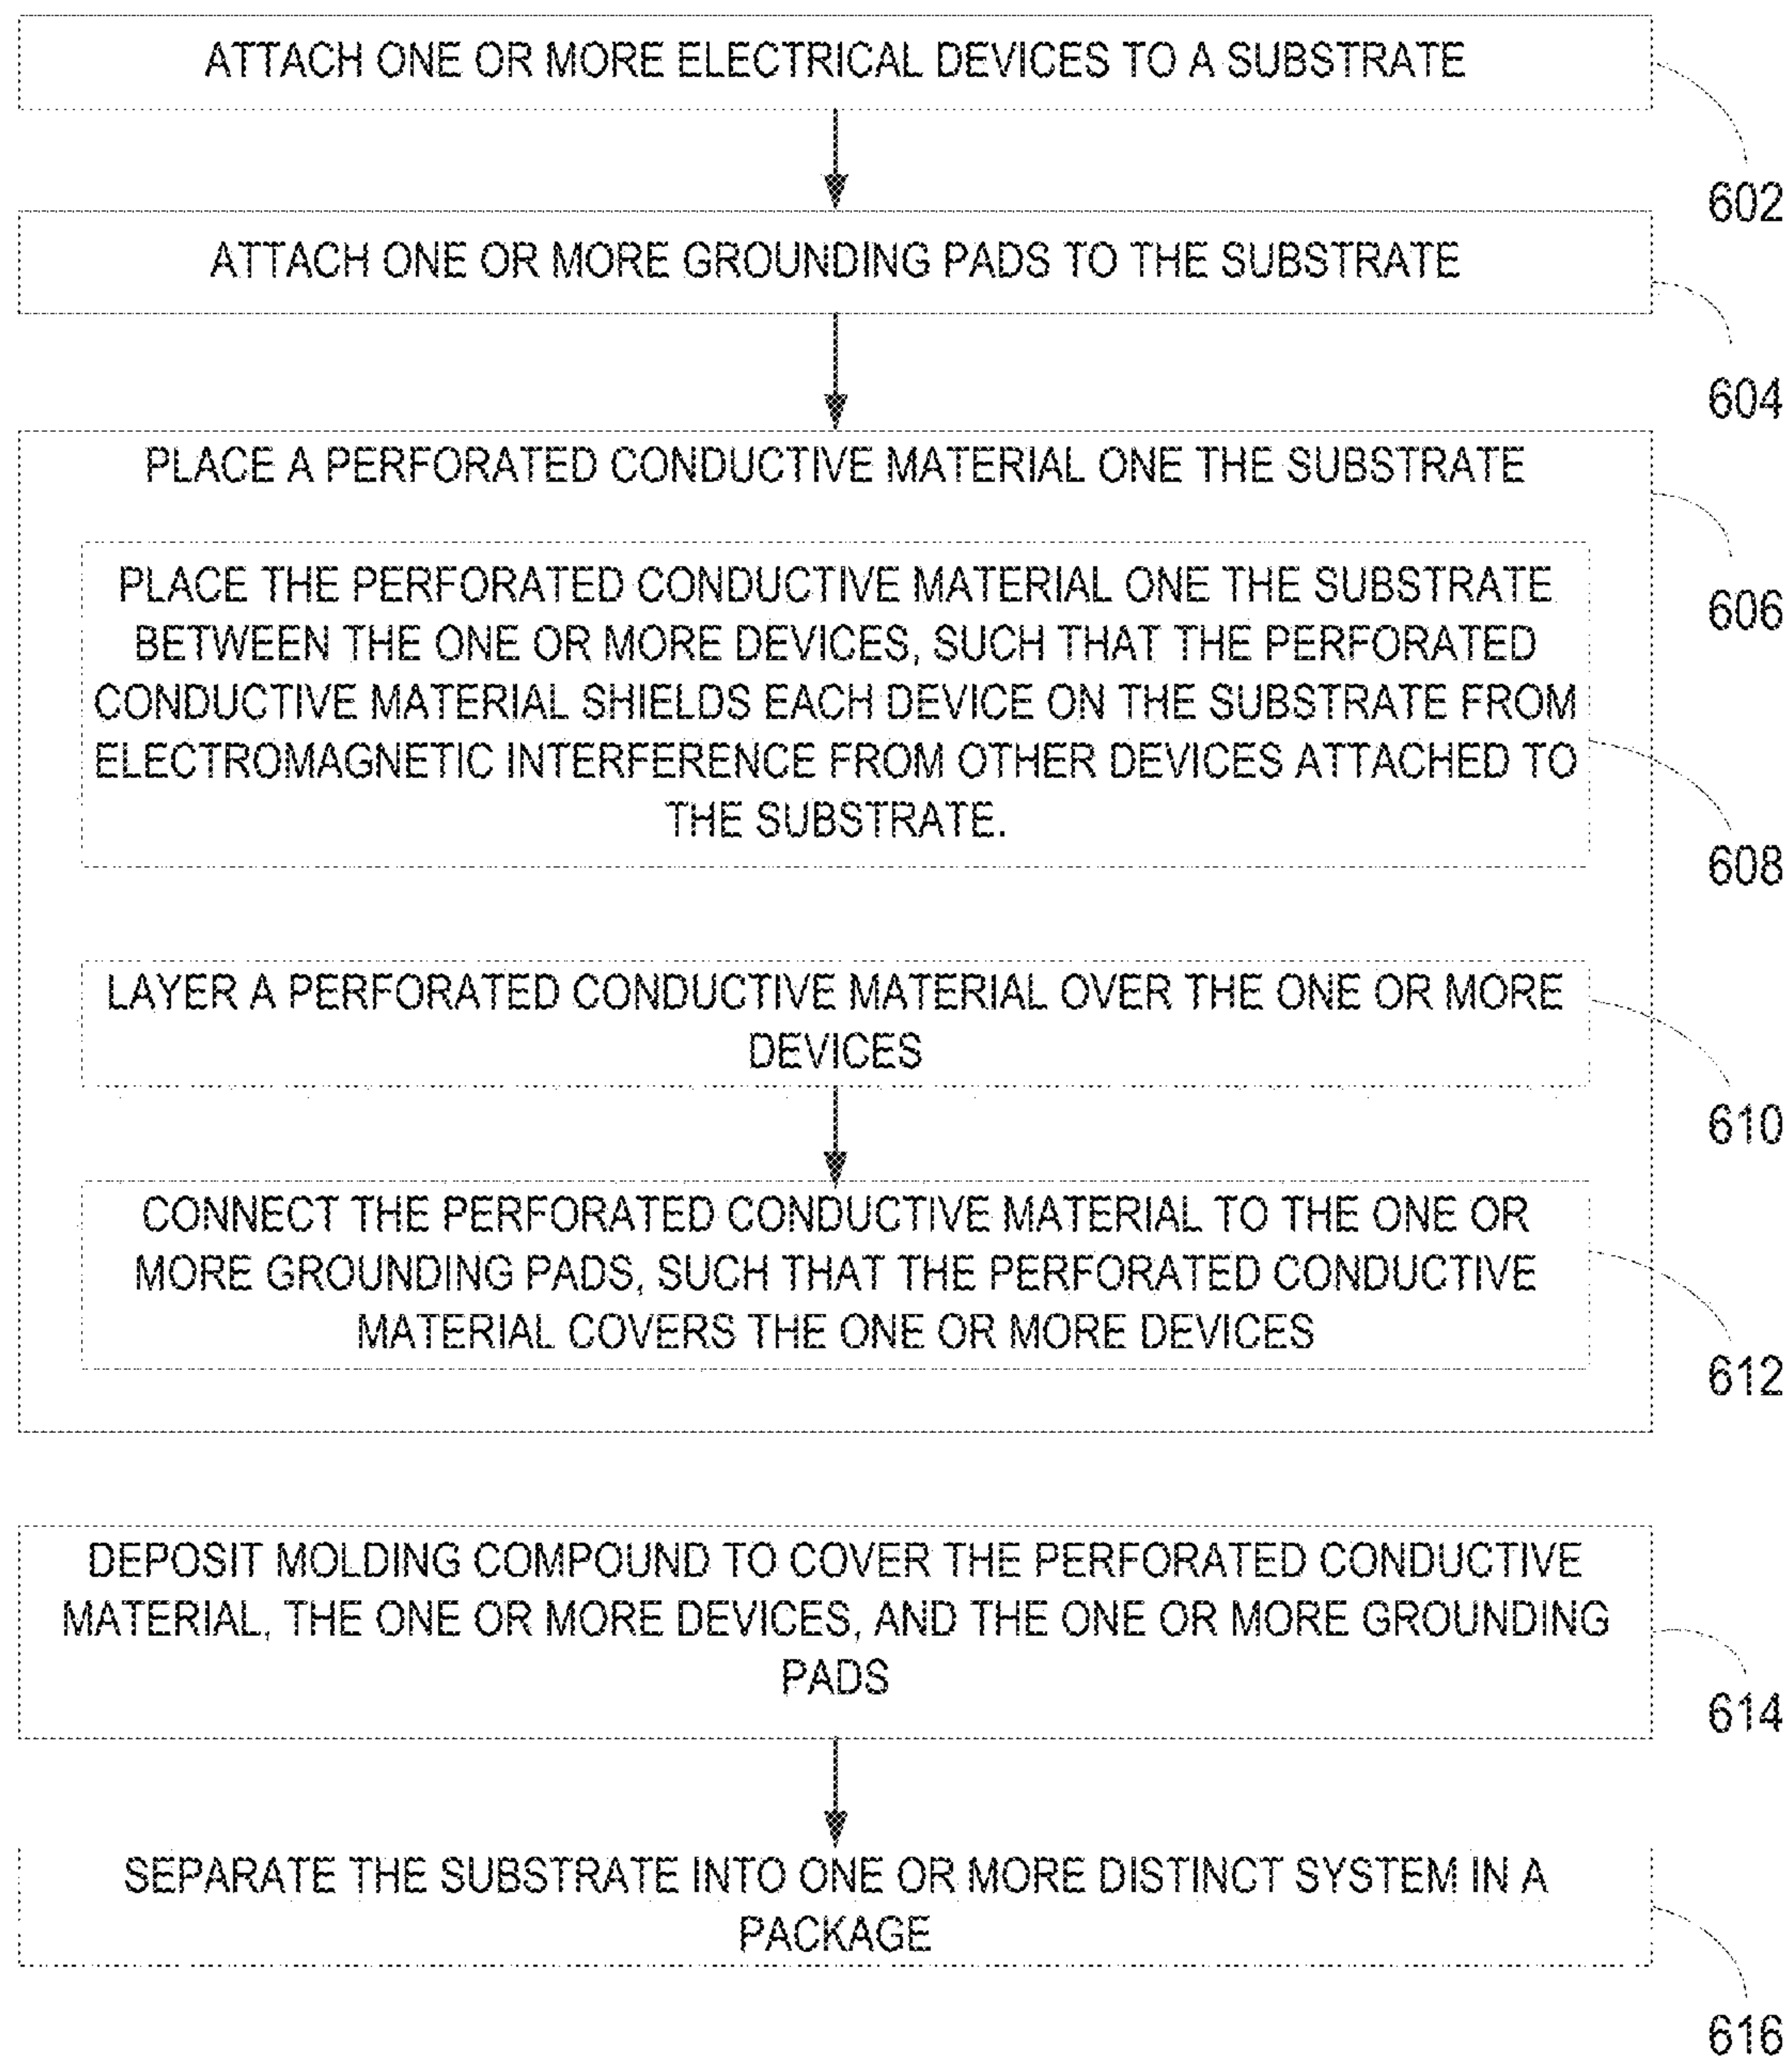 ATTACH ONE OR MORE ELECTRICAL DEVICES TO A SUBSTRATE
602
ATTACH ONE OR MORE GROUNDING PADS TO THE SUBSTRATE
604
PLACE A PERFORATED CONDUCTIVE MATERIAL ONE THE SUBSTRATE
606
PLACE THE PERFORATED CONDUCTIVE MATERIAL ONE THE SUBSTRATE
BETWEEN THE ONE OR MORE DEVICES, SUCH THAT THE PERFORATED
CONDUCTIVE MATERIAL SHIELDS EACH DEVICE ON THE SUBSTRATE FROM
ELECTROMAGNETIC INTERFERENCE FROM OTHER DEVICES ATTACHED TO
THE SUBSTRATE.
608
LAYER A PERFORATED CONDUCTIVE MATERIAL OVER THE ONE OR MORE
DEVICES
610
CONNECT THE PERFORATED CONDUCTIVE MATERIAL TO THE ONE OR
MORE GROUNDING PADS, SUCH THAT THE PERFORATED CONDUCTIVE
MATERIAL COVERS THE ONE OR MORE DEVICES
612
DEPOSIT MOLDING COMPOUND TO COVER THE PERFORATED CONDUCTIVE
MATERIAL, THE ONE OR MORE DEVICES, AND THE ONE OR MORE GROUNDING
PADS
614
SEPARATE THE SUBSTRATE INTO ONE OR MORE DISTINCT SYSTEM IN A
PACKAGE
616